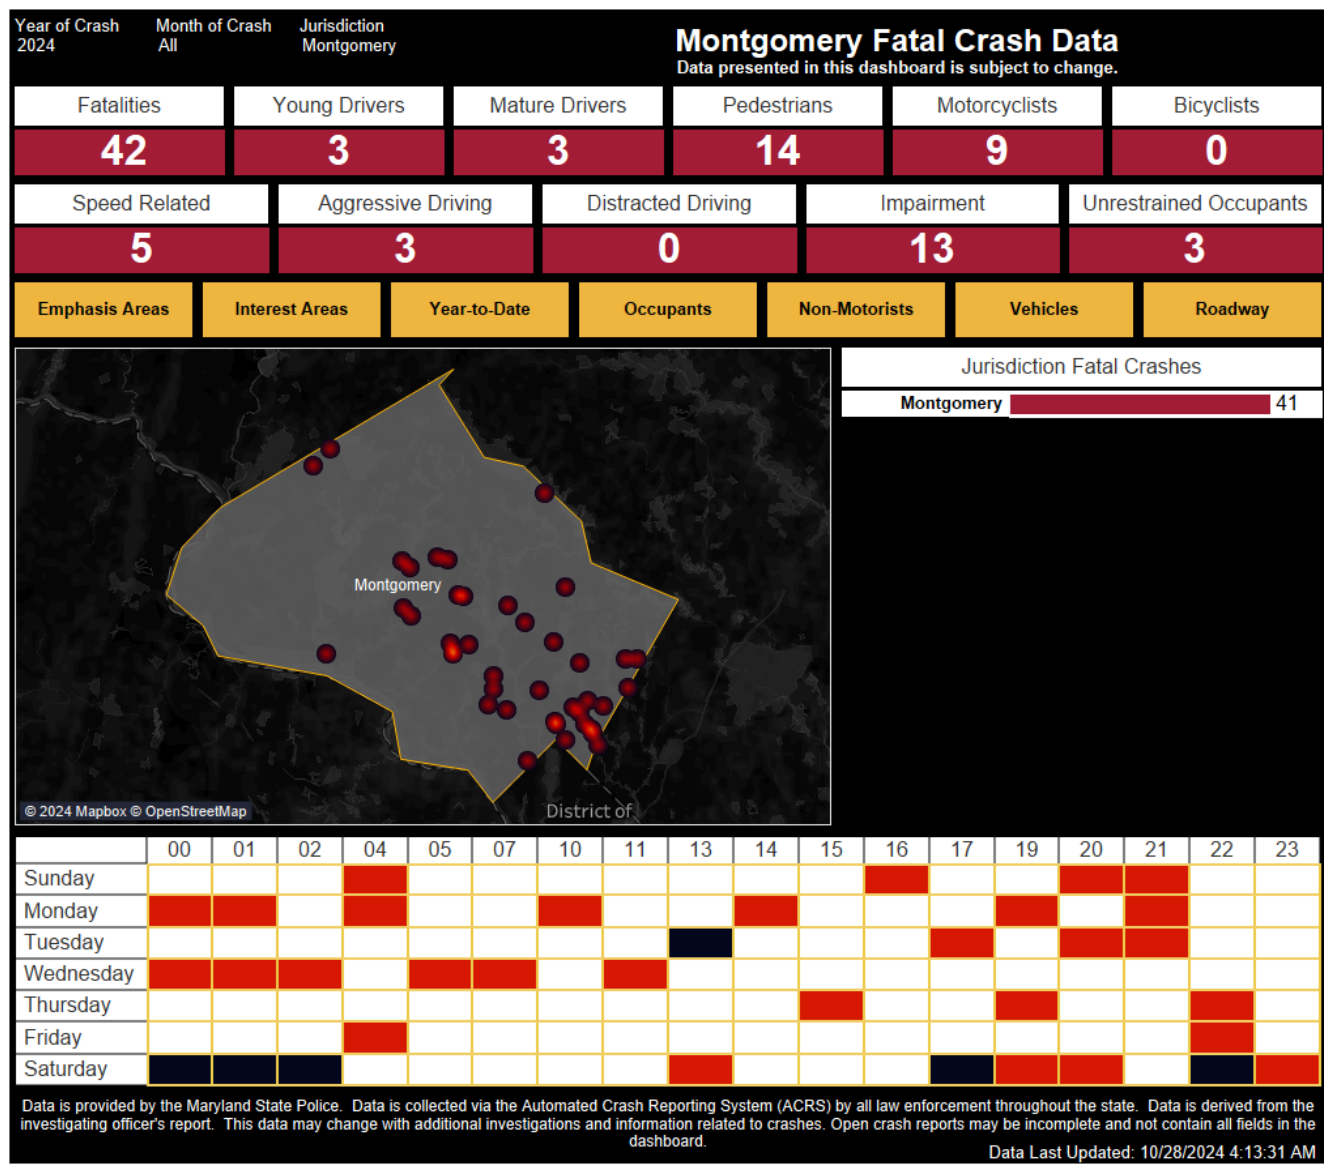 Year of Crash Month of Crash Jurisdiction
2024 All Montgomery
Montgomery Fatal Crash Data
Data presented in this dashboard is subject to change.
Fatalities Young Drivers Mature Drivers Pedestrians Motorcyclists Bicyclists
42 3 3 14 9 0
Speed Related Aggressive Driving Distracted Driving Impairment Unrestrained Occupants
5 3 0 13 3
Emphasis Areas Interest Areas Year-to-Date Occupants Non-Motorists Vehicles Roadway
Jurisdiction Fatal Crashes
Montgomery 41
Montgomery
District of
© 2024 Mapbox © OpenStreetMap
00 01 02 04 05 07 10 11 13 14 15 16 17 19 20 21 22 23
Sunday
Monday
Tuesday
Wednesday
Thursday
Friday
Saturday
Data is provided by the Maryland State Police. Data is collected via the Automated Crash Reporting System (ACRS) by all law enforcement throughout the state. Data is derived from the
investigating officer's report. This data may change with additional investigations and information related to crashes. Open crash reports may be incomplete and not contain all fields in the
dashboard.
Data Last Updated: 10/28/2024 4:13:31 AM